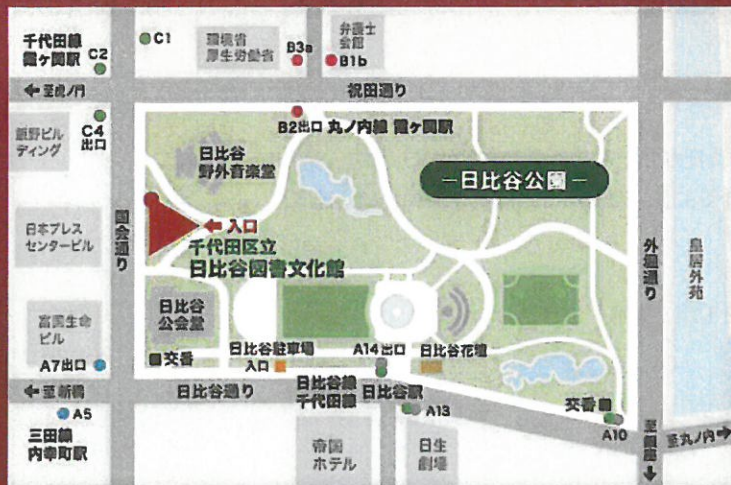 千代田線
霞ヶ関駅
C2
C1
環境省
厚生労働省
B3a
弁護士
会館
B1b
←至虎ノ門
祝田通り
飯野ビル
ディング
C4
出口
B2出口 丸ノ内線 霞ヶ関駅
日比谷
野外音楽堂
－日比谷公園－
日本プレス
センタービル
国会通り
←入口
千代田区立
日比谷図書文化館
外堀通り
皇居外苑
富国生命
ビル
日比谷
公会堂
A7出口
交番
日比谷駐車場
入口
A14出口
日比谷花壇
←至新橋
日比谷通り
日比谷線
千代田線
日比谷駅
A13
交番
A10
A5
三田線
内幸町駅
帝国
ホテル
日生
劇場
至銀座↓
至丸ノ内→